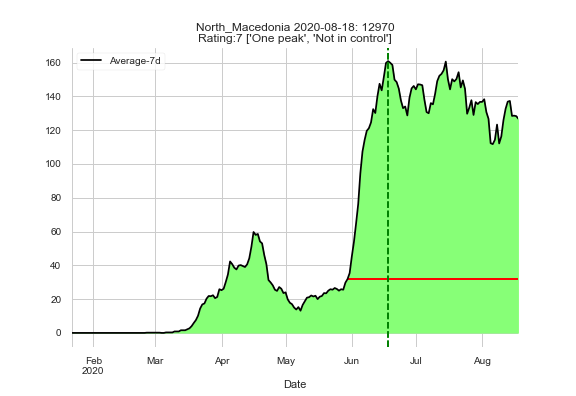 North_Macedonia 2020-08-18: 12970
Rating:7 ['One peak', 'Not in control']
Average-7d
160
140
120
100
80
60
40
20
0
Feb Mar Apr May Jun Jul Aug
2020
Date